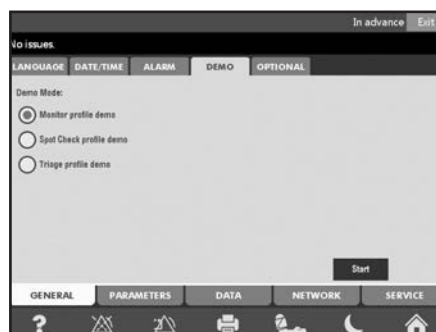 In advance Exit
No issues.
LANGUAGE DATE/TIME ALARM DEMO OPTIONAL
Demo Mode:
Monitor profile demo
Spot Check profile demo
Triage profile demo
Start
GENERAL PARAMETERS DATA NETWORK SERVICE
?